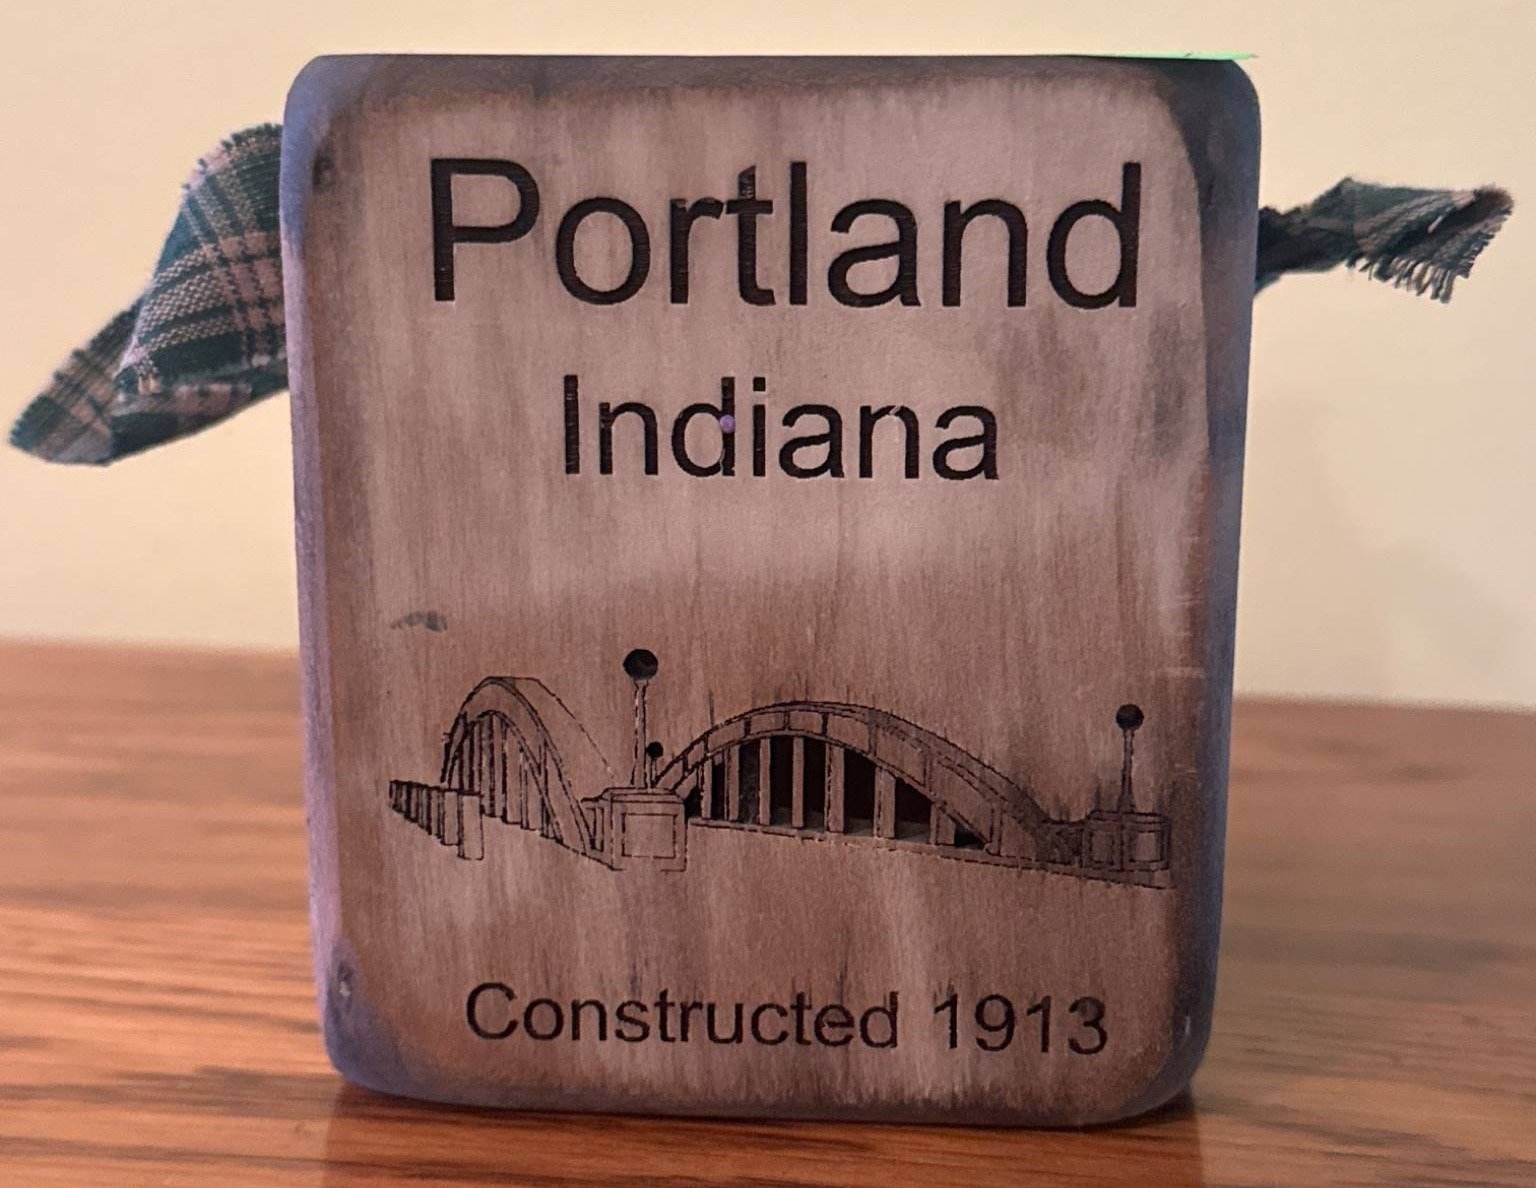 Portland
Indiana
Constructed 1913